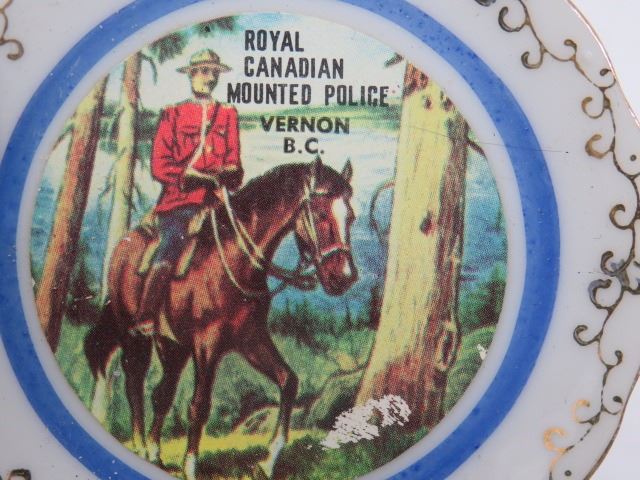 ROYAL
CANADIAN
MOUNTED POLICE
VERNON
B.C.